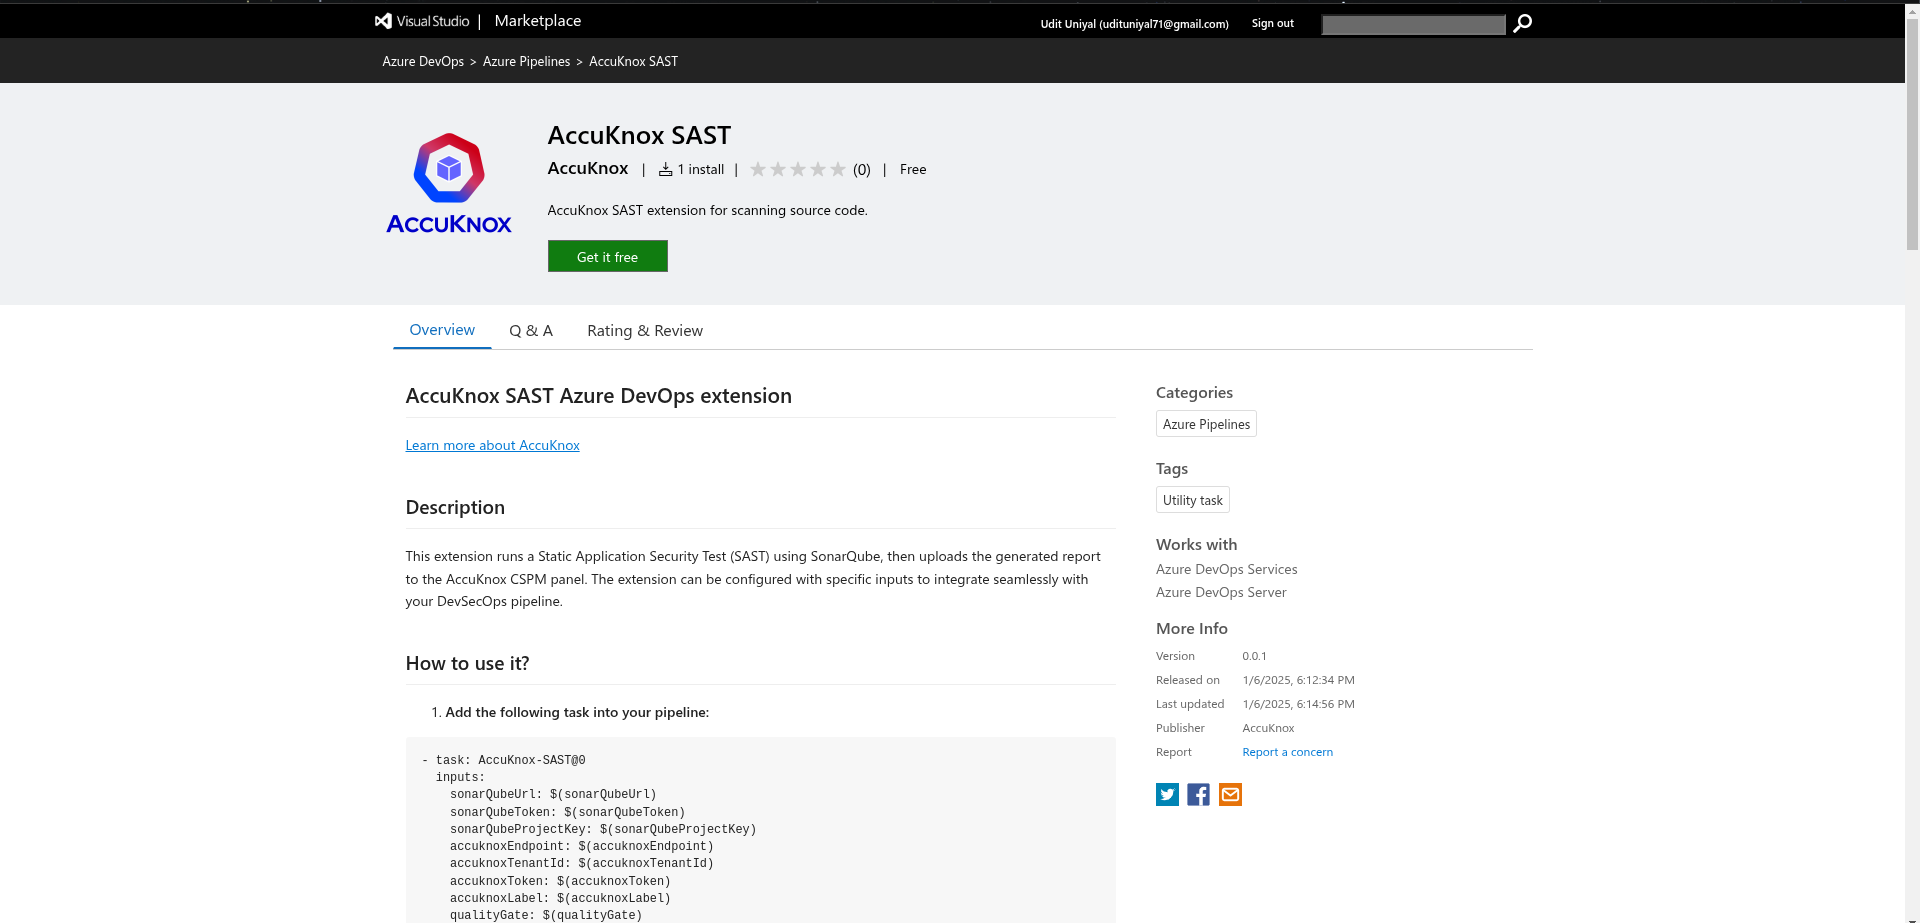 Visual Studio | Marketplace
Udit Uniyal (udituniyal71@gmail.com) Sign out
Azure DevOps > Azure Pipelines > AccuKnox SAST
ACCUKNOX
AccuKnox SAST
AccuKnox | 1 install | (0) | Free
AccuKnox SAST extension for scanning source code.
Get it free
Overview Q & A Rating & Review
AccuKnox SAST Azure DevOps extension
Learn more about AccuKnox
Description
This extension runs a Static Application Security Test (SAST) using SonarQube, then uploads the generated report
to the AccuKnox CSPM panel. The extension can be configured with specific inputs to integrate seamlessly with
your DevSecOps pipeline.
How to use it?
1. Add the following task into your pipeline:
- task: AccuKnox-SAST@0
inputs:
sonarQubeUrl: $(sonarQubeUrl)
sonarQubeToken: $(sonarQubeToken)
sonarQubeProjectKey: $(sonarQubeProjectKey)
accuknoxEndpoint: $(accuknoxEndpoint)
accuknoxTenantId: $(accuknoxTenantId)
accuknoxToken: $(accuknoxToken)
accuknoxLabel: $(accuknoxLabel)
qualityGate: $(qualityGate)
Categories
Azure Pipelines
Tags
Utility task
Works with
Azure DevOps Services
Azure DevOps Server
More Info
Version 0.0.1
Released on 1/6/2025, 6:12:34 PM
Last updated 1/6/2025, 6:14:56 PM
Publisher AccuKnox
Report Report a concern